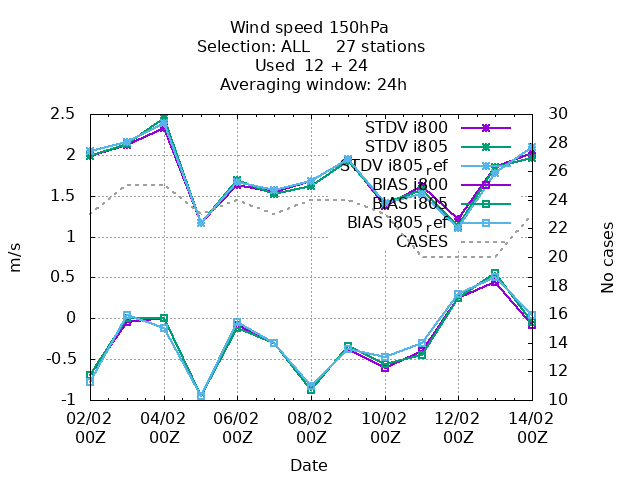 Wind speed 150hPa
Selection: ALL 27 stations
Used 12 + 24
Averaging window: 24h
2.5
2
1.5
1
0.5
0
-0.5
-1
m/s
STDV i800
STDV i805
STDV i805ref
BIAS i800
BIAS i805
BIAS i805ref
CASES
30
28
26
24
22
20
18
16
14
12
10
No cases
02/02 04/02 06/02 08/02 10/02 12/02 14/02
00Z 00Z 00Z 00Z 00Z 00Z 00Z
Date